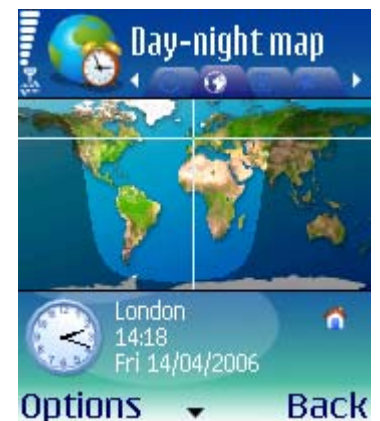 Day-night map
London
14:18
Fri 14/04/2006
Options
Back